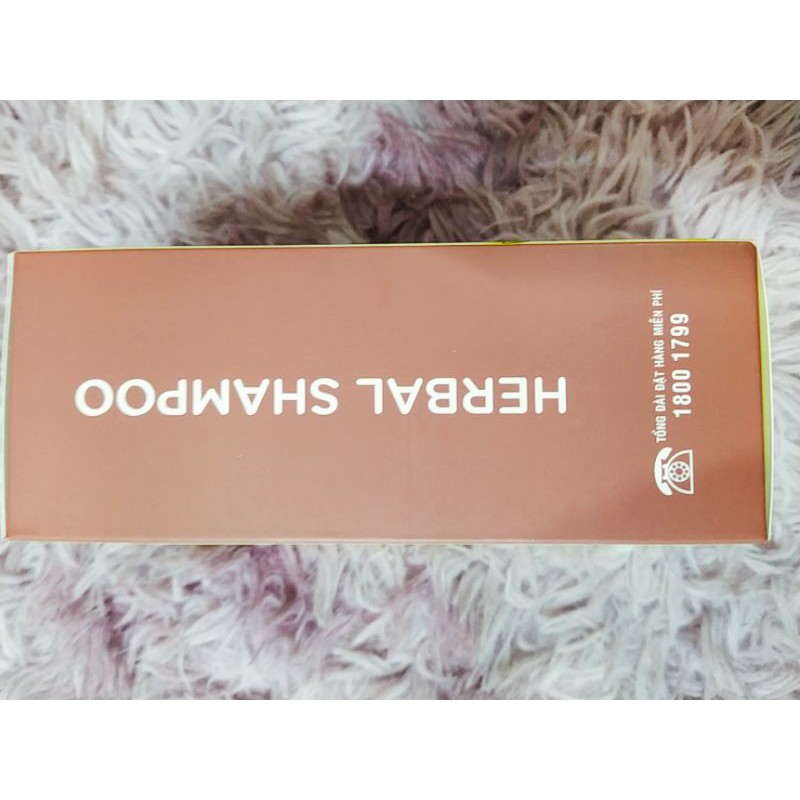 HERBAL SHAMPOO
TỔNG ĐÀI ĐẶT HÀNG MIỄN PHÍ
1800 1799